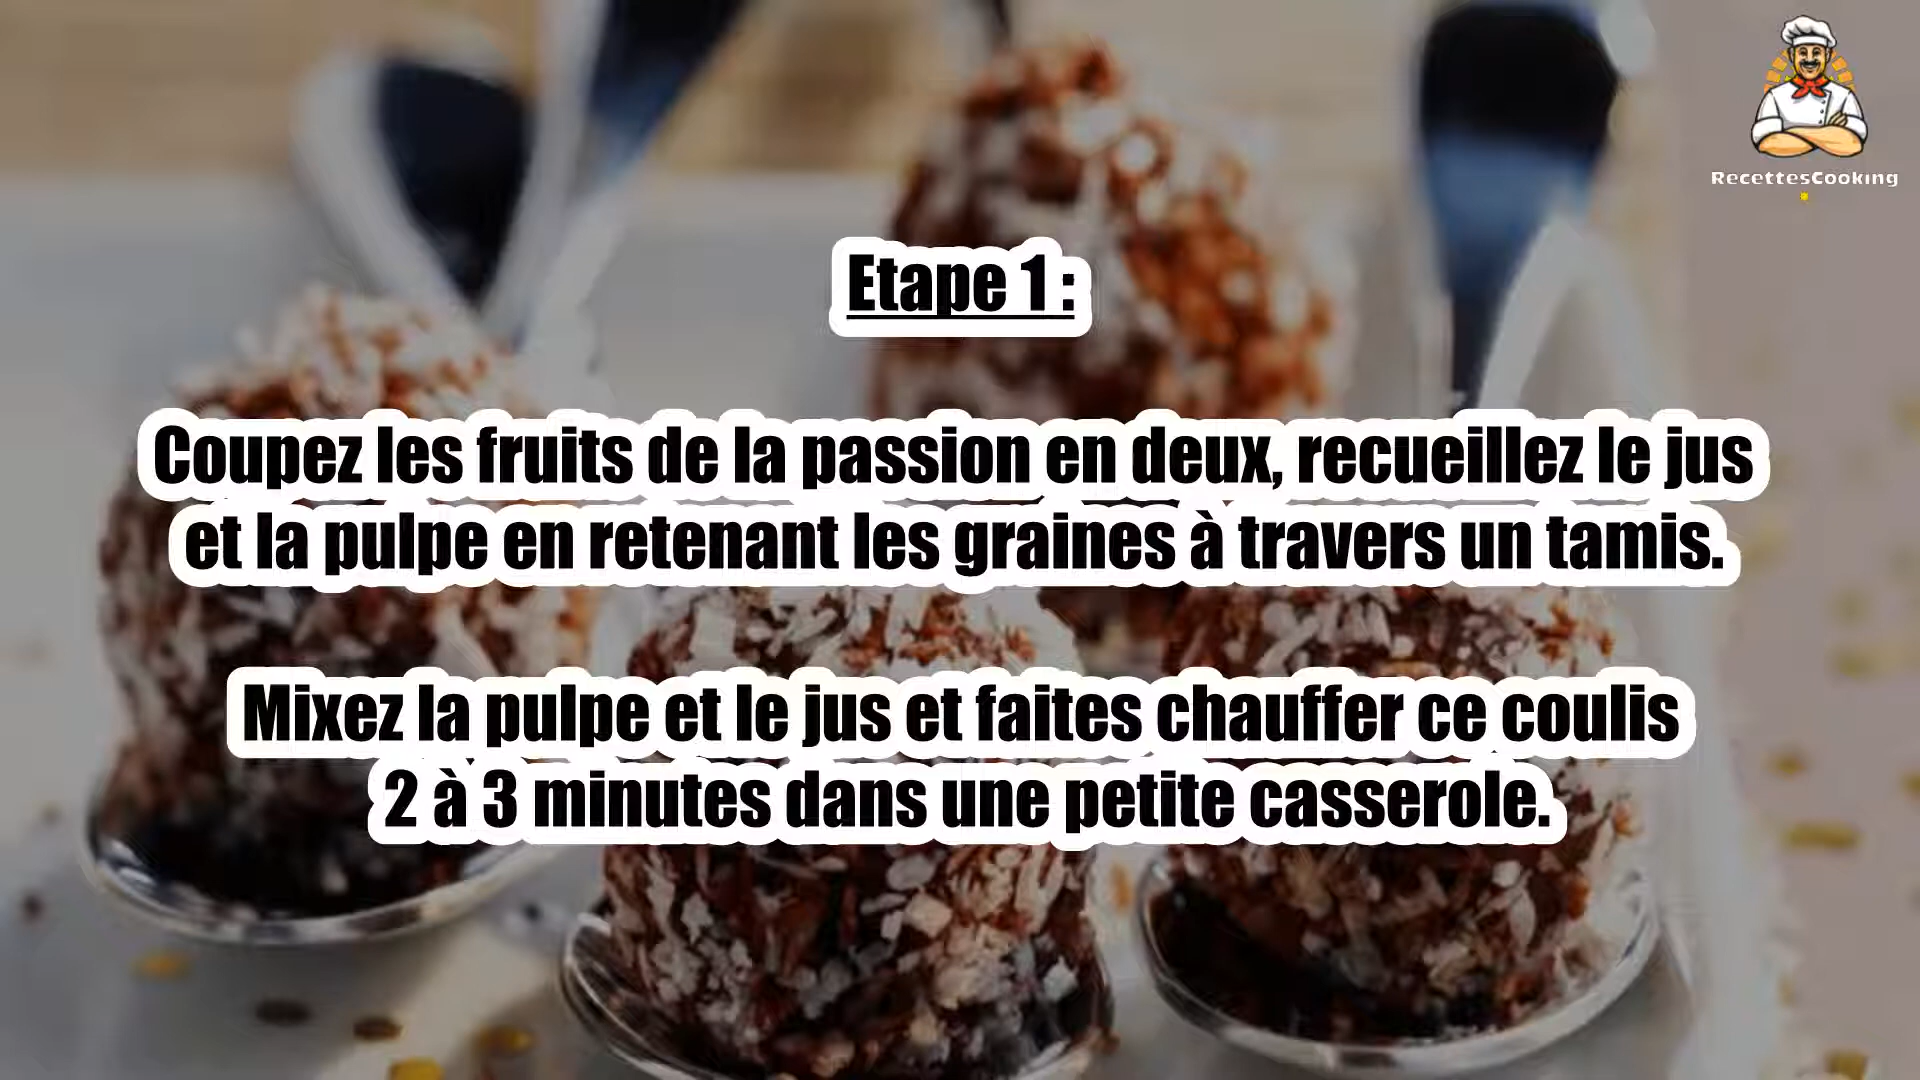 RecettesCooking
Etape 1 :
Coupez les fruits de la passion en deux, recueillez le jus
et la pulpe en retenant les graines à travers un tamis.
Mixez la pulpe et le jus et faites chauffer ce coulis
2 à 3 minutes dans une petite casserole.